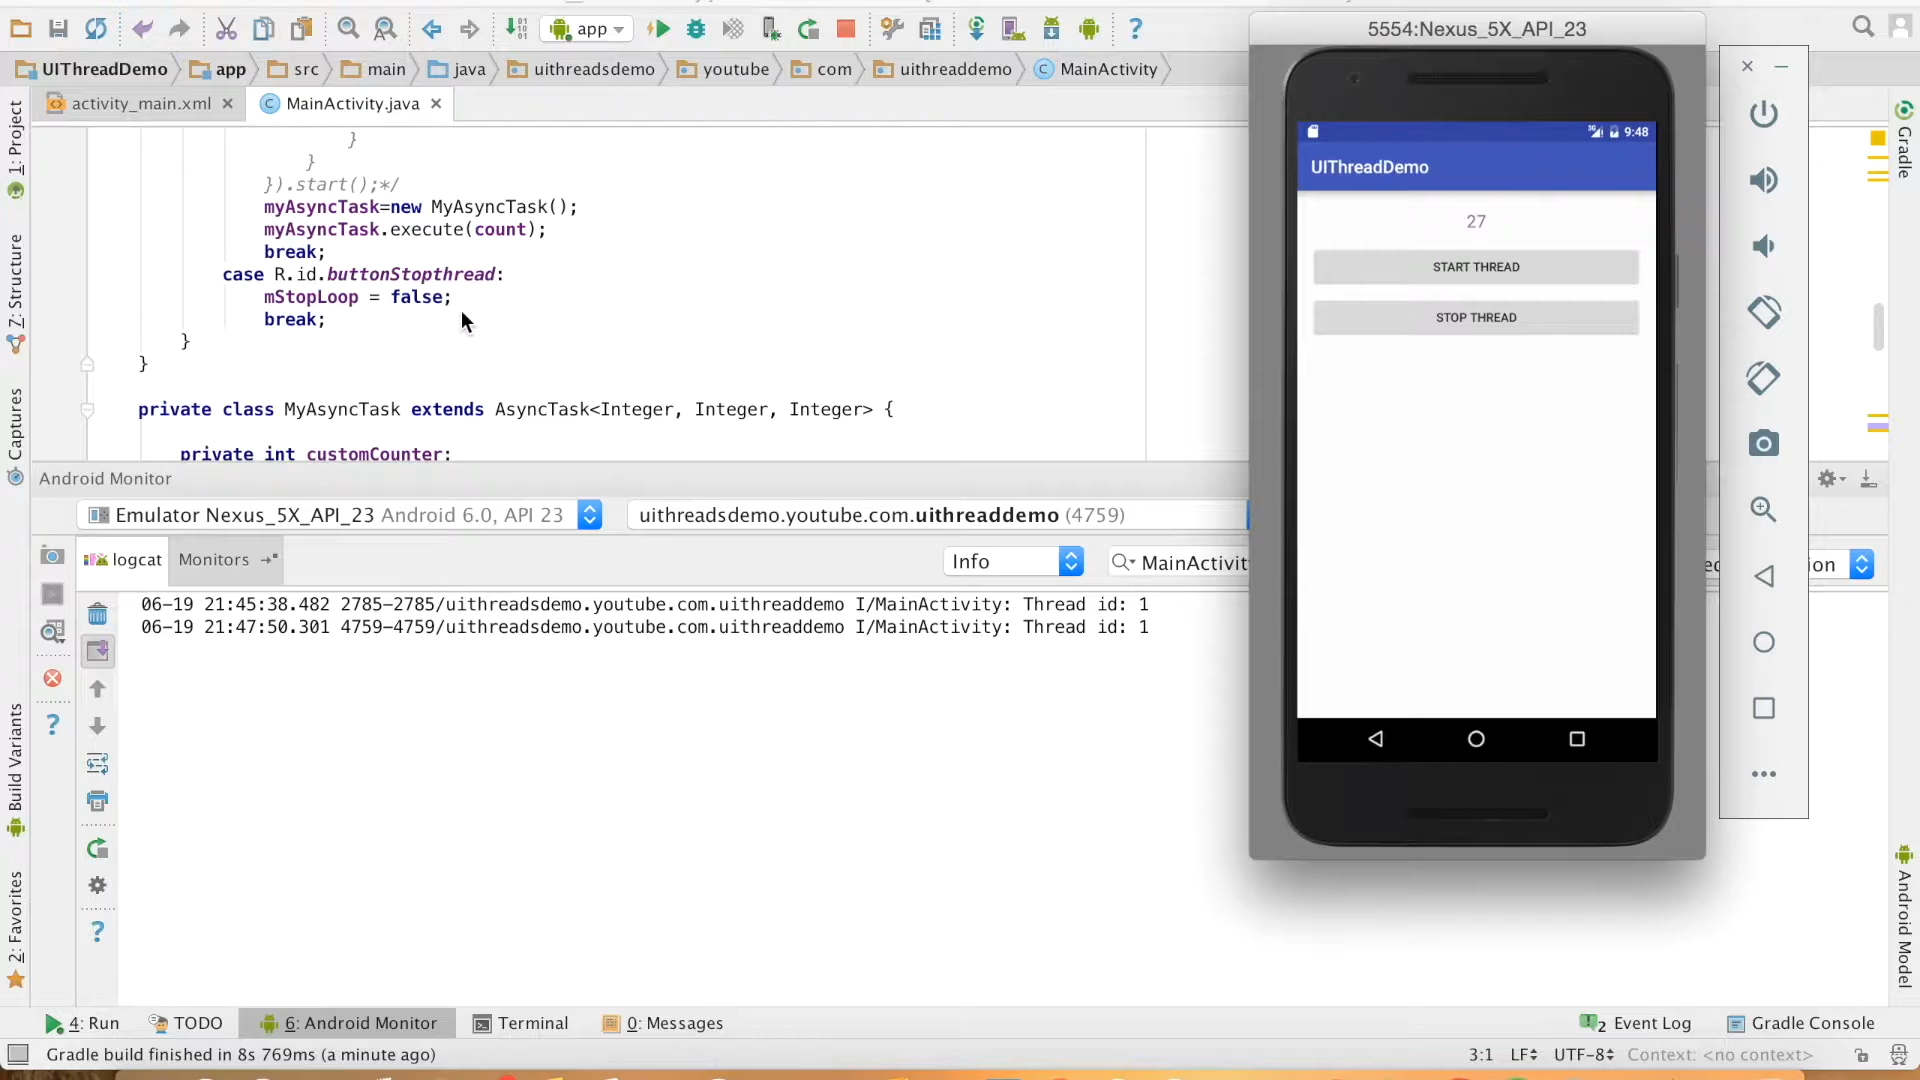 app
5554:Nexus_5X_API_23
UIThreadDemo
app
src
main
java
uithreadsdemo
youtube
com
uithreaddemo
MainActivity
activity_main.xml
MainActivity.java
1: Project
Z: Structure
Captures
Build Variants
2: Favorites
Gradle
Android Model
}
}
}).start();*/
myAsyncTask=new MyAsyncTask();
myAsyncTask.execute(count);
break;
case R.id.buttonStopthread:
mStopLoop = false;
break;
}
}
private class MyAsyncTask extends AsyncTask<Integer, Integer, Integer> {
private int customCounter;
9:48
UIThreadDemo
27
START THREAD
STOP THREAD
Android Monitor
Emulator Nexus_5X_API_23 Android 6.0, API 23
uithreadsdemo.youtube.com.uithreaddemo (4759)
logcat
Monitors
Info
MainActivit
ion
06-19 21:45:38.482 2785-2785/uithreadsdemo.youtube.com.uithreaddemo I/MainActivity: Thread id: 1
06-19 21:47:50.301 4759-4759/uithreadsdemo.youtube.com.uithreaddemo I/MainActivity: Thread id: 1
4: Run
TODO
6: Android Monitor
Terminal
0: Messages
2 Event Log
Gradle Console
Gradle build finished in 8s 769ms (a minute ago)
3:1 LF UTF-8 Context: <no context>